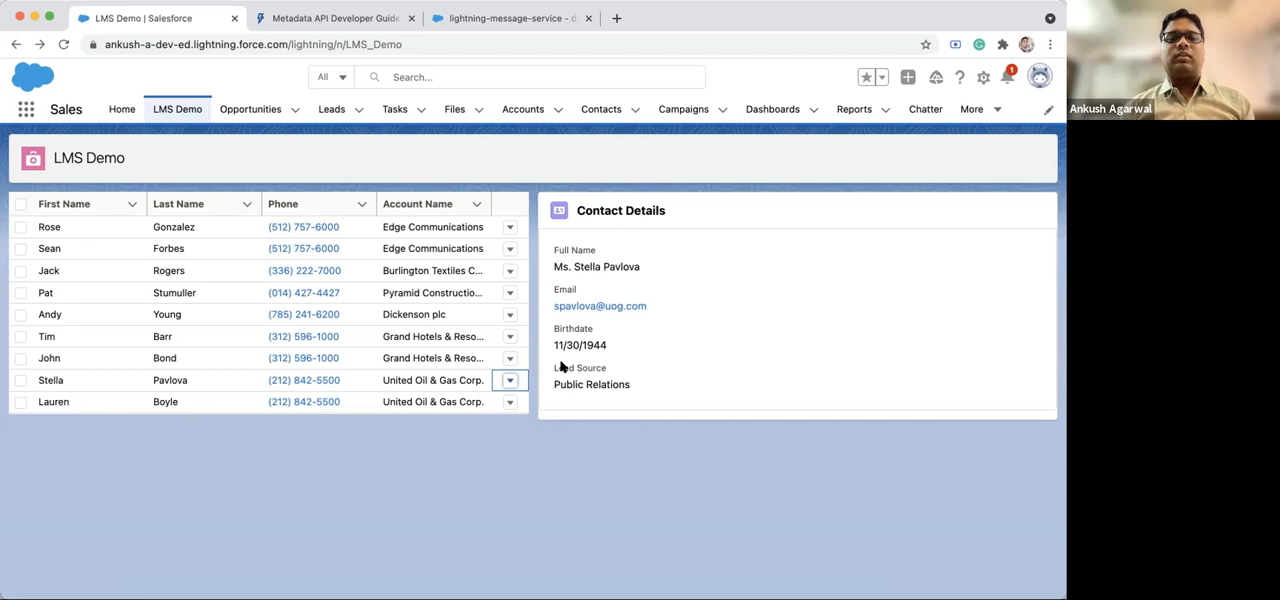 LMS Demo | Salesforce
Metadata API Developer Guide
lightning-message-service - d
ankush-a-dev-ed.lightning.force.com/lightning/n/LMS_Demo
All
Search...
1
Sales
Home
LMS Demo
Opportunities
Leads
Tasks
Files
Accounts
Contacts
Campaigns
Dashboards
Reports
Chatter
More
Ankush Agarwal
LMS Demo
First Name Last Name Phone Account Name
Rose Gonzalez (512) 757-6000 Edge Communications
Sean Forbes (512) 757-6000 Edge Communications
Jack Rogers (336) 222-7000 Burlington Textiles C...
Pat Stumuller (014) 427-4427 Pyramid Constructio...
Andy Young (785) 241-6200 Dickenson plc
Tim Barr (312) 596-1000 Grand Hotels & Reso...
John Bond (312) 596-1000 Grand Hotels & Reso...
Stella Pavlova (212) 842-5500 United Oil & Gas Corp.
Lauren Boyle (212) 842-5500 United Oil & Gas Corp.
Contact Details
Full Name
Ms. Stella Pavlova
Email
spavlova@uog.com
Birthdate
11/30/1944
Lead Source
Public Relations